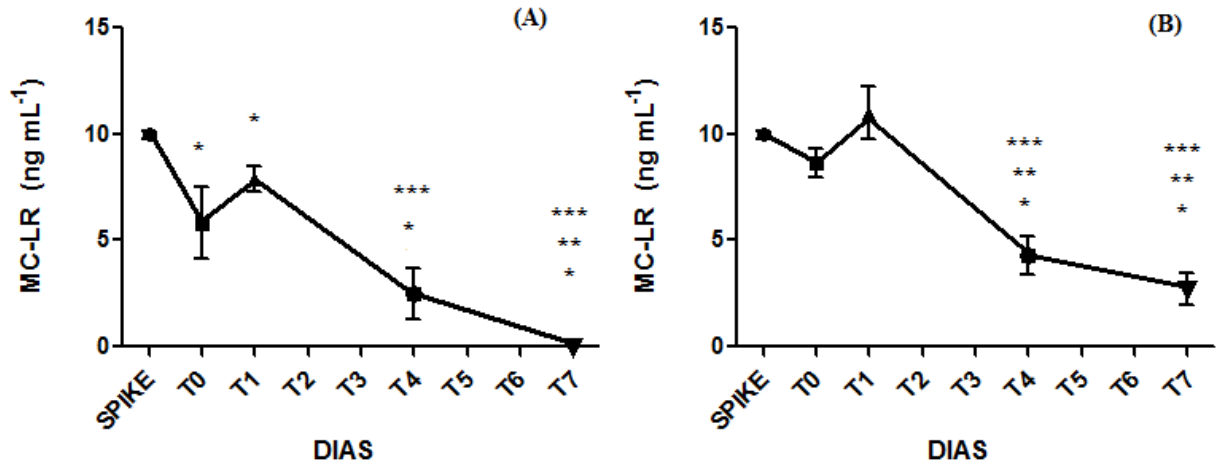 (A)
MC-LR (ng mL⁻¹)
15
10
5
0
*
*
***
*
***
**
*
SPIKE T0 T1 T2 T3 T4 T5 T6 T7
DIAS
(B)
MC-LR (ng mL⁻¹)
15
10
5
0
***
**
*
***
**
*
SPIKE T0 T1 T2 T3 T4 T5 T6 T7
DIAS